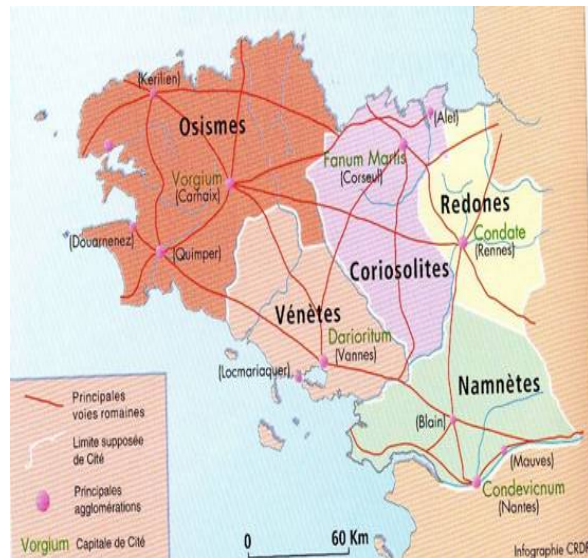 (Kerilien)
Osismes
(Alet)
Fanum Martis
(Corseul)
Vorgium
(Carhaix)
Redones
(Douarnenez)
(Quimper)
Condate
(Rennes)
Coriosolites
Vénètes
Darioritum
(Vannes)
(Locmariaquer)
Namnètes
(Blain)
(Mauves)
Condevicnum
(Nantes)
Principales
voies romaines
Limite supposée
de Cité
Principales
agglomérations
Vorgium Capitale de Cité
0 60 Km
Infographie CRDP